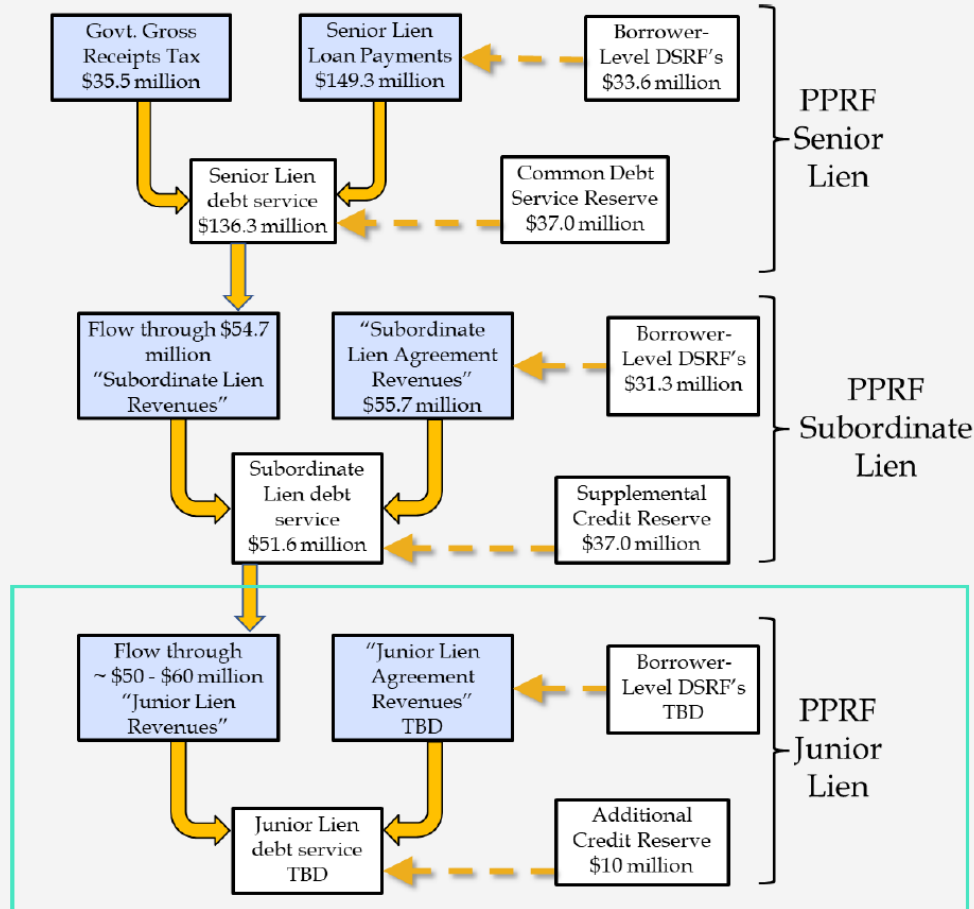 Govt. Gross
Receipts Tax
$35.5 million
Senior Lien
Loan Payments
$149.3 million
Borrower-
Level DSRF's
$33.6 million
PPRF
Senior
Lien
Senior Lien
debt service
$136.3 million
Common Debt
Service Reserve
$37.0 million
Flow through $54.7
million
“Subordinate Lien
Revenues”
“Subordinate
Lien Agreement
Revenues”
$55.7 million
Borrower-
Level DSRF's
$31.3 million
PPRF
Subordinate
Lien
Subordinate
Lien debt
service
$51.6 million
Supplemental
Credit Reserve
$37.0 million
Flow through
~ $50 - $60 million
“Junior Lien
Revenues”
“Junior Lien
Agreement
Revenues”
TBD
Borrower-
Level DSRF's
TBD
PPRF
Junior
Lien
Junior Lien
debt service
TBD
Additional
Credit Reserve
$10 million